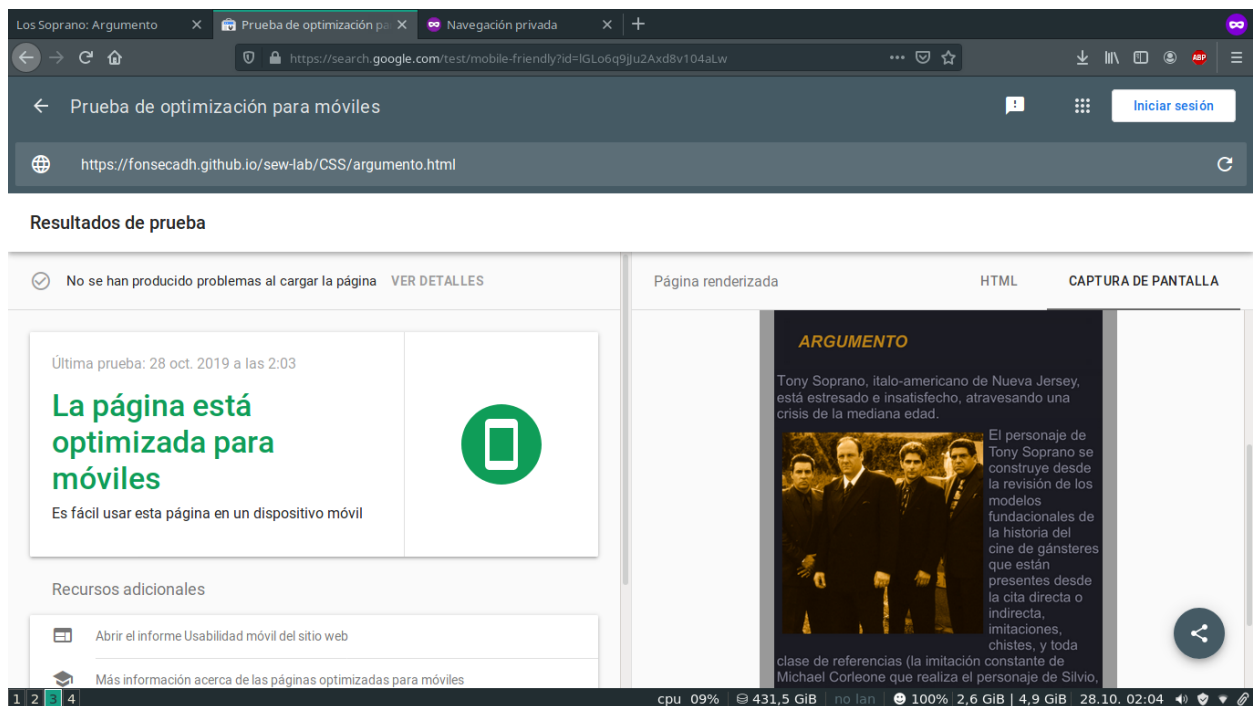 Los Soprano: Argumento
Prueba de optimización pa
Navegación privada
https://search.google.com/test/mobile-friendly?id=lGLo6q9jJu2Axd8v104aLw
ABP
Prueba de optimización para móviles
Iniciar sesión
https://fonsecadh.github.io/sew-lab/CSS/argumento.html
Resultados de prueba
No se han producido problemas al cargar la página VER DETALLES
Página renderizada
HTML
CAPTURA DE PANTALLA
Última prueba: 28 oct. 2019 a las 2:03
La página está
optimizada para
móviles
Es fácil usar esta página en un dispositivo móvil
Recursos adicionales
Abrir el informe Usabilidad móvil del sitio web
Más información acerca de las páginas optimizadas para móviles
ARGUMENTO
Tony Soprano, italo-americano de Nueva Jersey,
está estresado e insatisfecho, atravesando una
crisis de la mediana edad.
El personaje de
Tony Soprano se
construye desde
la revisión de los
modelos
fundacionales de
la historia del
cine de gánsteres
que están
presentes desde
la cita directa o
indirecta,
imitaciones,
chistes, y toda
clase de referencias (la imitación constante de
Michael Corleone que realiza el personaje de Silvio,
1 2 3 4
cpu 09% 431,5 GiB no lan 100% 2,6 GiB | 4,9 GiB 28.10. 02:04